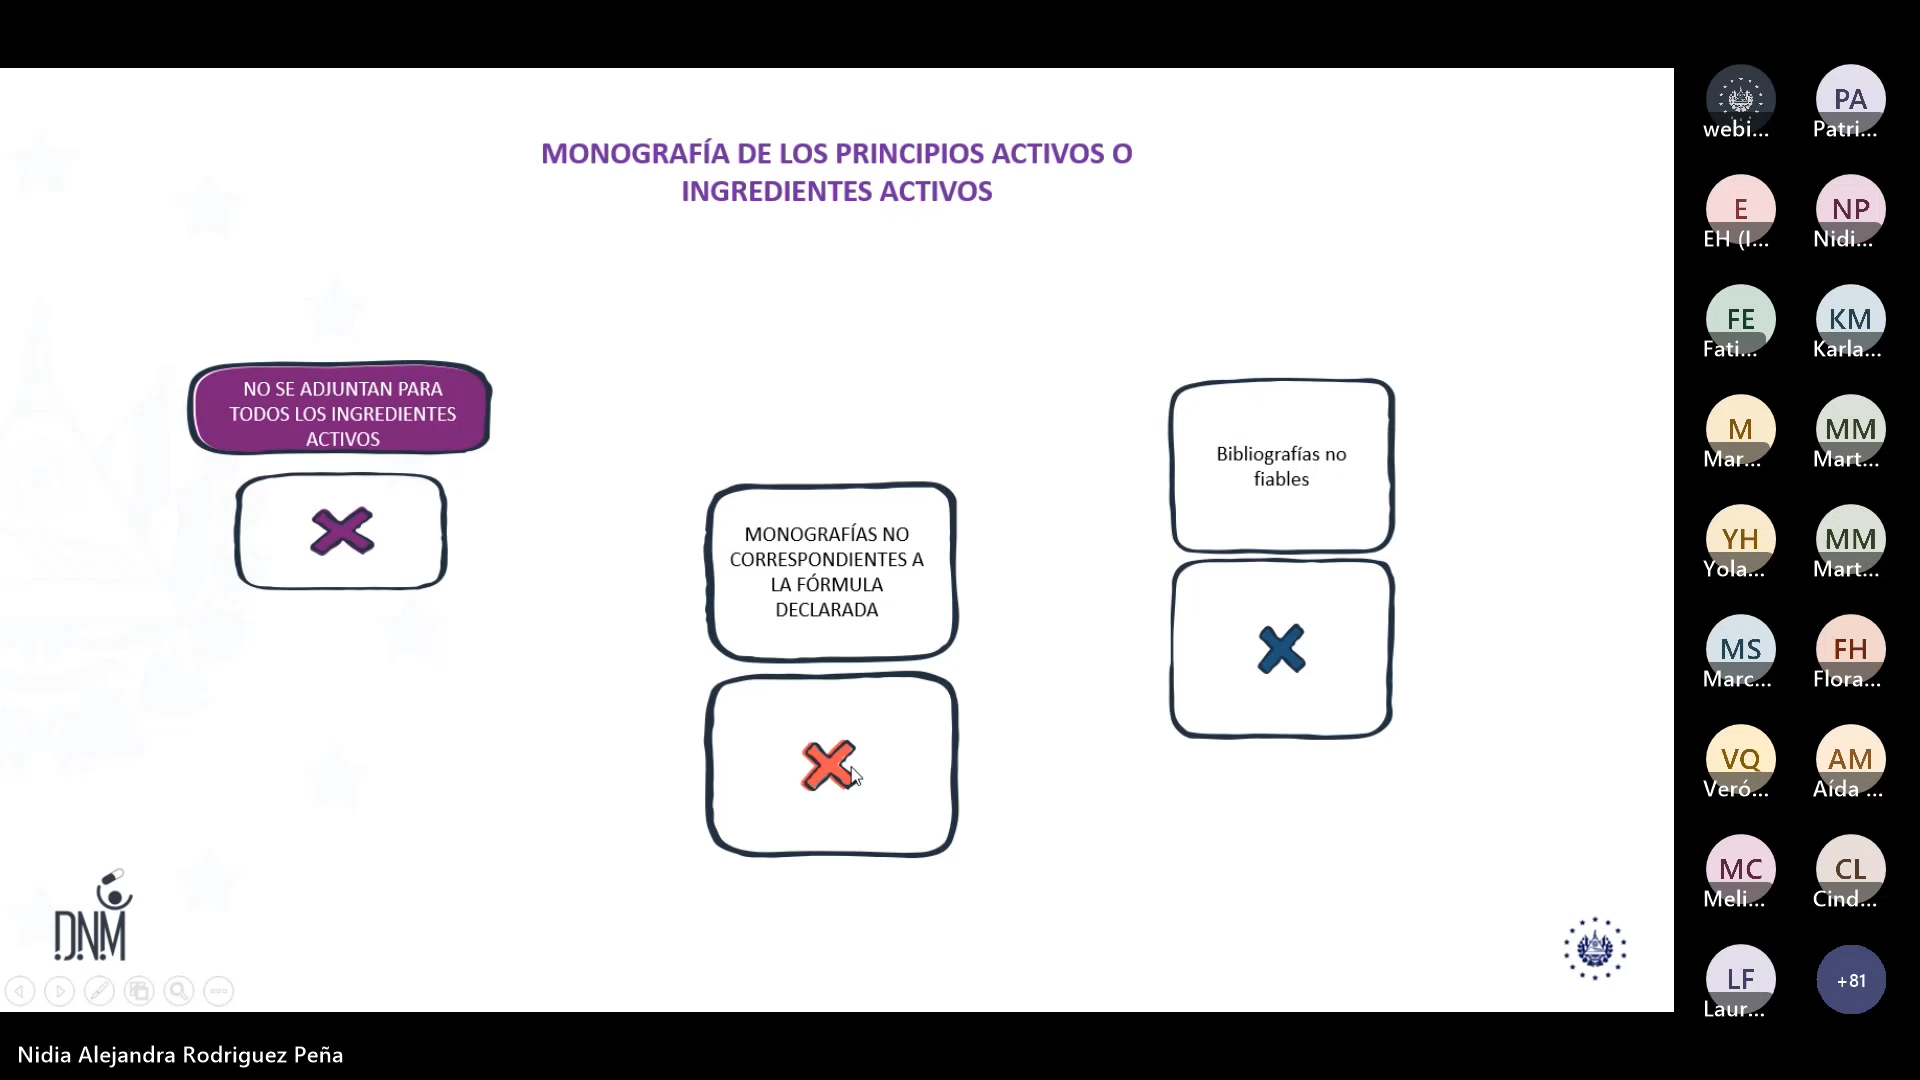 MONOGRAFÍA DE LOS PRINCIPIOS ACTIVOS O
INGREDIENTES ACTIVOS
NO SE ADJUNTAN PARA
TODOS LOS INGREDIENTES
ACTIVOS
MONOGRAFÍAS NO
CORRESPONDIENTES A
LA FÓRMULA
DECLARADA
Bibliografías no
fiables
DNM
webi...
PA
Patri...
E
EH (I...
NP
Nidi...
FE
Fati...
KM
Karla...
M
Mar...
MM
Mart...
YH
Yola...
MM
Mart...
MS
Marc...
FH
Flora...
VQ
Veró...
AM
Aída ...
MC
Meli...
CL
Cind...
LF
Laur...
+81
Nidia Alejandra Rodriguez Peña